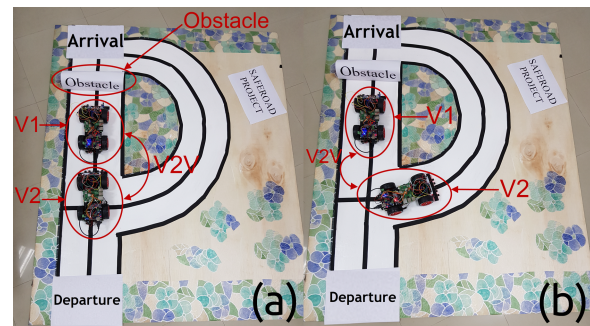 Arrival
Obstacle
Obstacle
SAFEROAD
PROJECT
V1
V2V
V2
Departure
(a)
Arrival
Obstacle
SAFEROAD
PROJECT
V1
V2V
V2
Departure
(b)